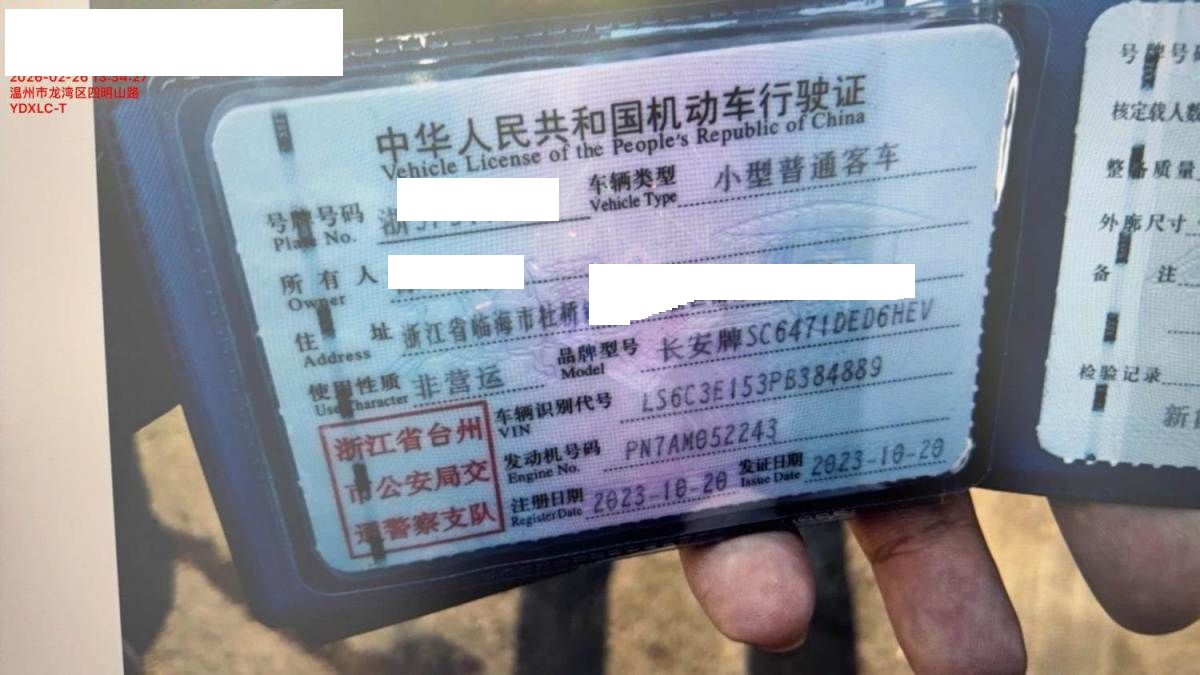 2026-02-26 13:34:27
温州市龙湾区四明山路
YDXLC-T
中华人民共和国机动车行驶证
Vehicle License of the People's Republic of China
号牌号码 浙 车辆类型 小型普通客车
Plate No. Vehicle Type
所有人
Owner
住址 浙江省临海市杜桥
Address
使用性质 非营运 品牌型号 长安牌SC6471DED6HEV
Use Character Model
车辆识别代号 LS6C3E153PB384889
VIN
发动机号码 PN7AM052243
Engine No.
注册日期 2023-10-20 发证日期 2023-10-20
Register Date Issue Date
浙江省台州
市公安局交
通警察支队
号牌号码
核定载人数
整备质量
外廓尺寸
备注
检验记录